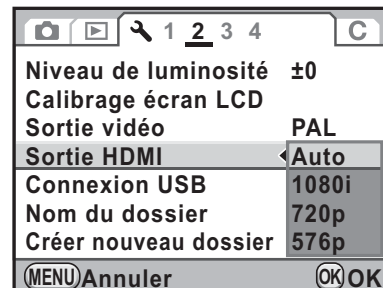 1 2 3 4 C
Niveau de luminosité ±0
Calibrage écran LCD
Sortie vidéo PAL
Sortie HDMI Auto
Connexion USB 1080i
Nom du dossier 720p
Créer nouveau dossier 576p
MENU Annuler OK OK